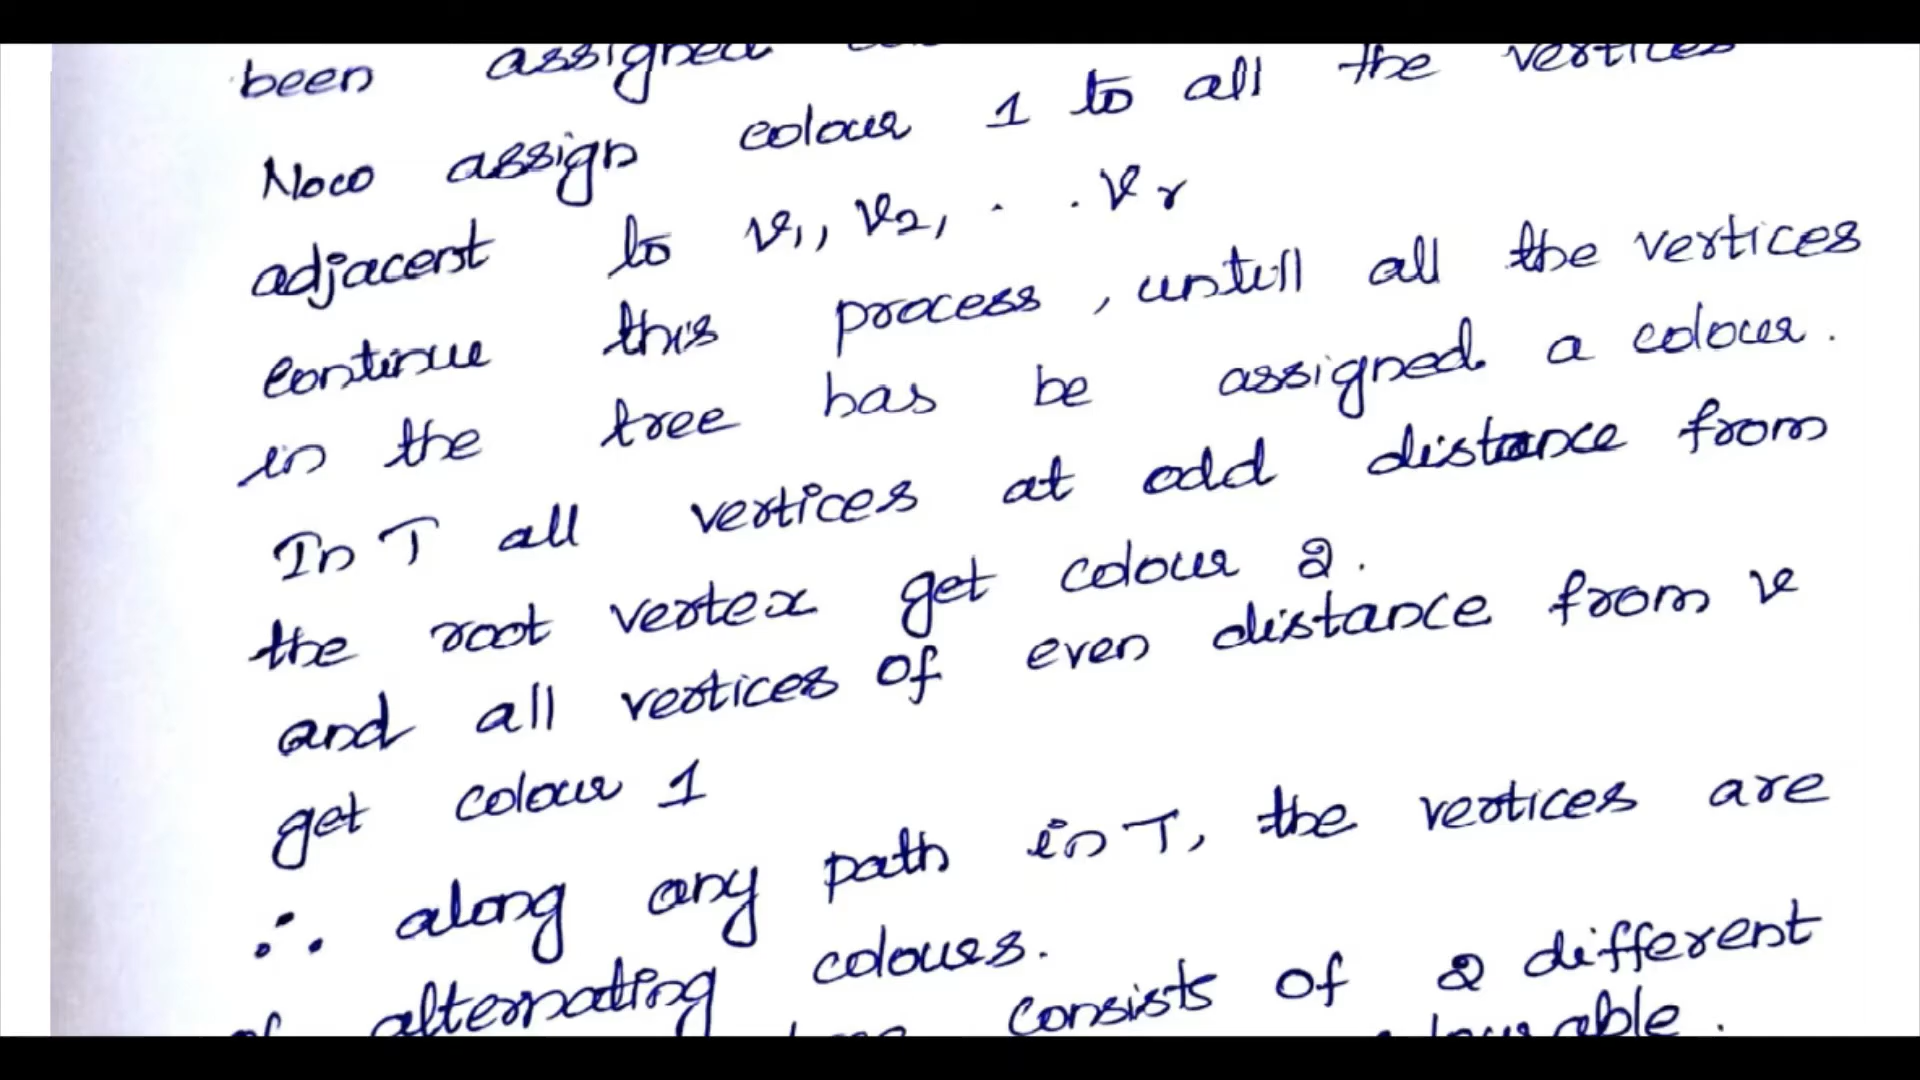 been assigned
Now assign colour 1 to all the vertices
adjacent to v1, v2, . . vr
continue this process, untill all the vertices
in the tree has be assigned a colour.
In T all vertices at odd distance from
the root vertex get colour 2.
and all vertices of even distance from v
get colour 1
∴ along any path in T, the vertices are
of alternating colours.
consists of 2 different